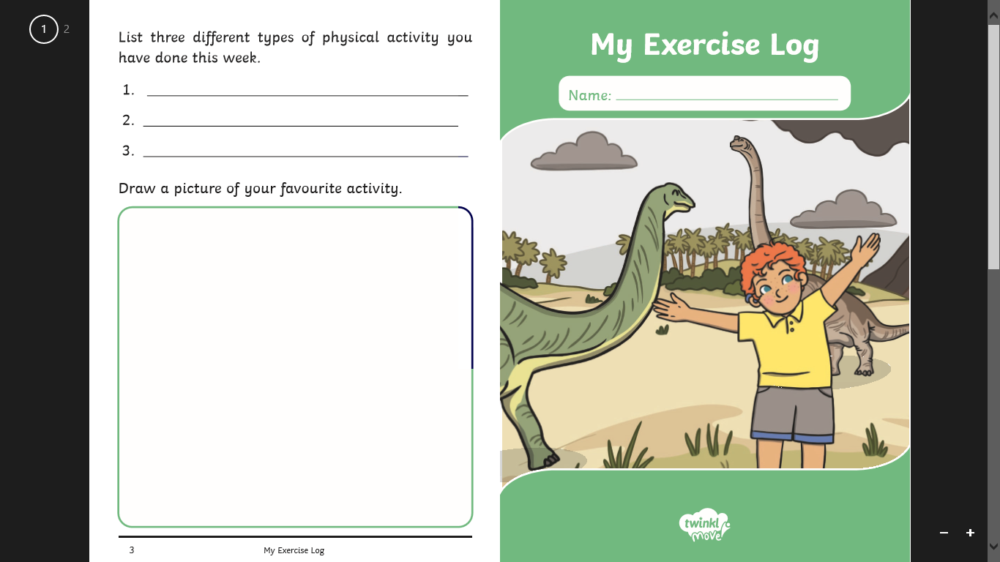 1 2
List three different types of physical activity you
have done this week.
1.
2.
3.
Draw a picture of your favourite activity.
3 My Exercise Log
My Exercise Log
Name:
twinkl
move